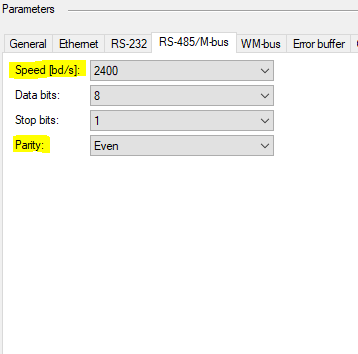 Parameters
General Ethernet RS-232 RS-485/M-bus WM-bus Error buffer
Speed [bd/s]: 2400
Data bits: 8
Stop bits: 1
Parity: Even